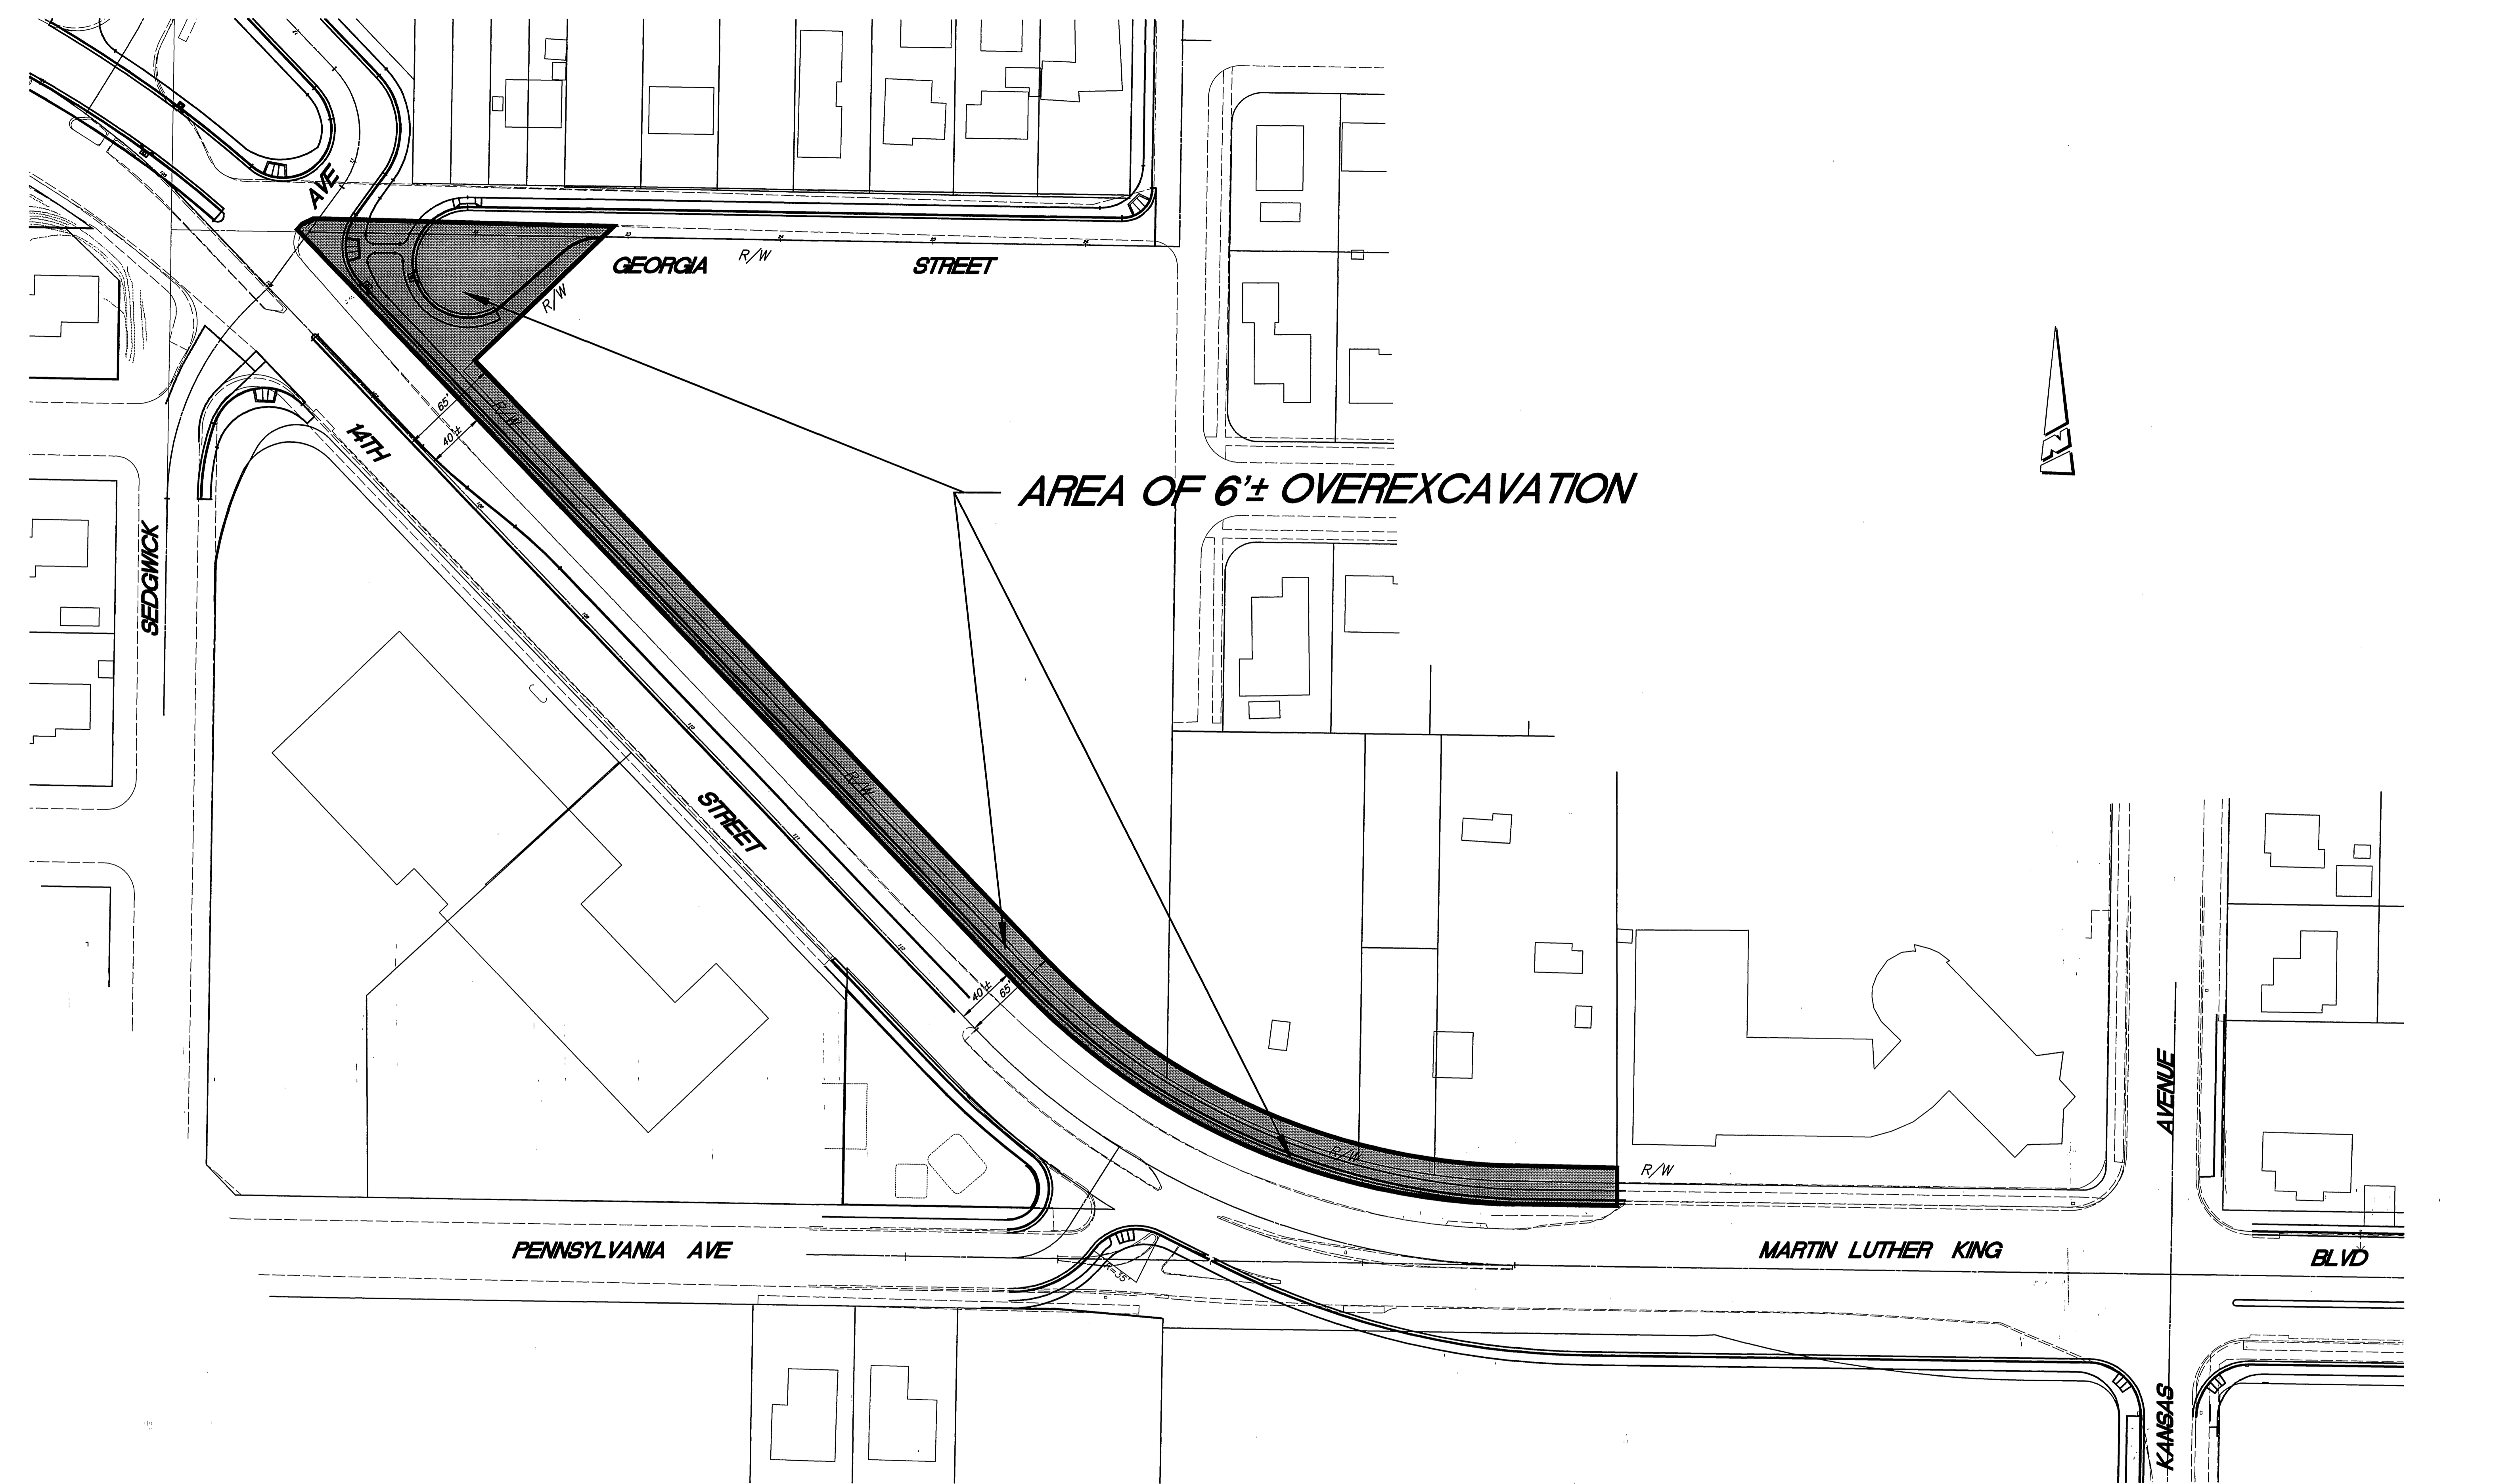 AVE
GEORGIA
R/W
STREET
R/W
65'
40'±
R/W
14TH
AREA OF 6'± OVEREXCAVATION
SEDGWICK
R/W
STREET
40'±
65'
R/W
R/W
AVENUE
PENNSYLVANIA AVE
R=35'
MARTIN LUTHER KING
BLVD
KANSAS